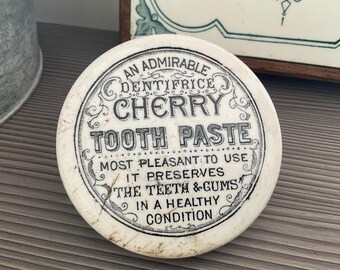 AN ADMIRABLE
DENTIFRICE
CHERRY
TOOTH PASTE
MOST PLEASANT TO USE
IT PRESERVES
"THE TEETH & GUMS"
IN A HEALTHY
CONDITION